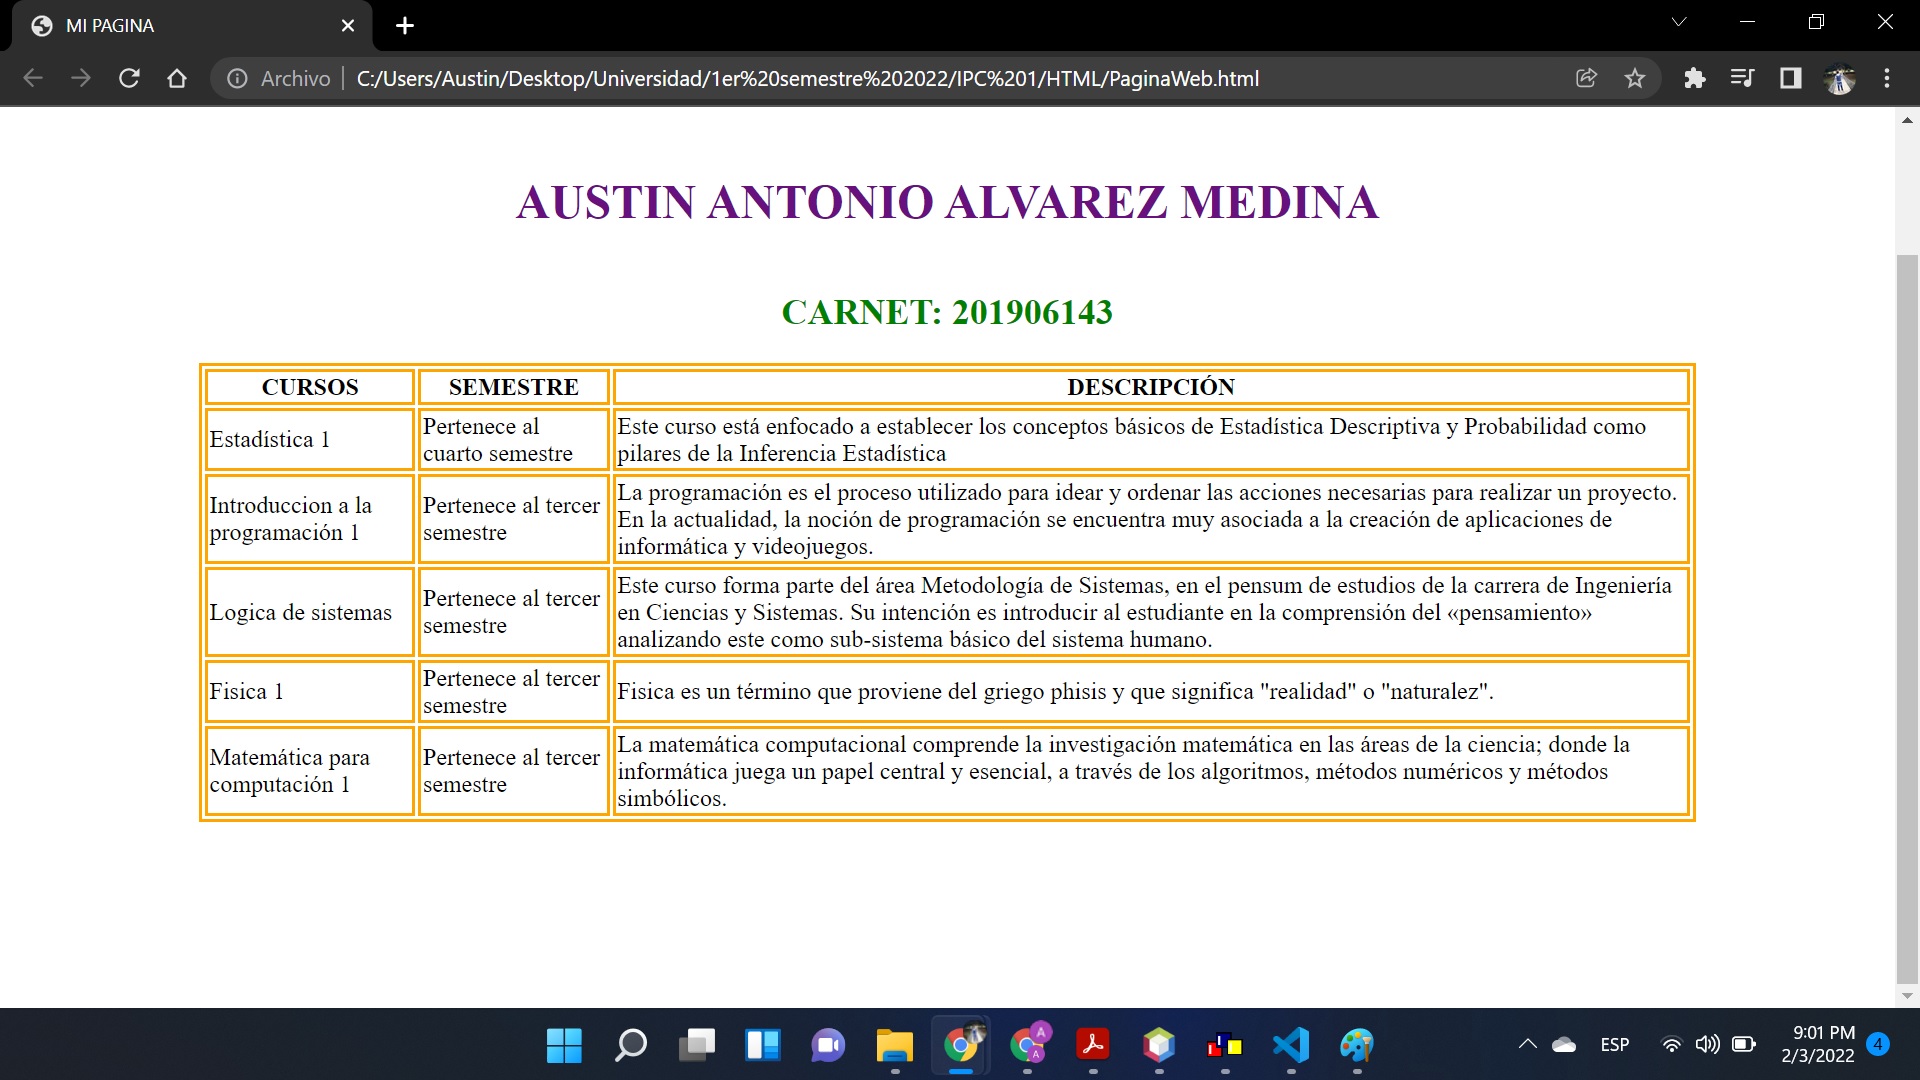 MI PAGINA
Archivo C:/Users/Austin/Desktop/Universidad/1er%20semestre%202022/IPC%201/HTML/PaginaWeb.html
AUSTIN ANTONIO ALVAREZ MEDINA
CARNET: 201906143
CURSOS SEMESTRE DESCRIPCIÓN
Estadística 1
Pertenece al
cuarto semestre
Este curso está enfocado a establecer los conceptos básicos de Estadística Descriptiva y Probabilidad como
pilares de la Inferencia Estadística
Introduccion a la
programación 1
Pertenece al tercer
semestre
La programación es el proceso utilizado para idear y ordenar las acciones necesarias para realizar un proyecto.
En la actualidad, la noción de programación se encuentra muy asociada a la creación de aplicaciones de
informática y videojuegos.
Logica de sistemas
Pertenece al tercer
semestre
Este curso forma parte del área Metodología de Sistemas, en el pensum de estudios de la carrera de Ingeniería
en Ciencias y Sistemas. Su intención es introducir al estudiante en la comprensión del «pensamiento»
analizando este como sub-sistema básico del sistema humano.
Fisica 1
Pertenece al tercer
semestre
Fisica es un término que proviene del griego phisis y que significa "realidad" o "naturalez".
Matemática para
computación 1
Pertenece al tercer
semestre
La matemática computacional comprende la investigación matemática en las áreas de la ciencia; donde la
informática juega un papel central y esencial, a través de los algoritmos, métodos numéricos y métodos
simbólicos.
A
A
ESP
9:01 PM
2/3/2022
4